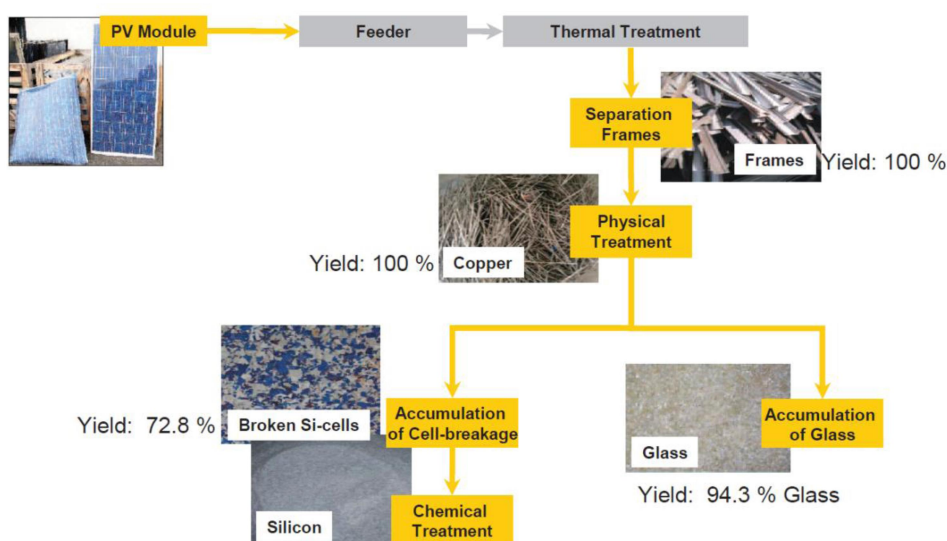 PV Module
Feeder
Thermal Treatment
Separation
Frames
Frames
Yield: 100 %
Physical
Treatment
Yield: 100 %
Copper
Yield: 72.8 %
Broken Si-cells
Accumulation
of Cell-breakage
Glass
Accumulation
of Glass
Yield: 94.3 % Glass
Silicon
Chemical
Treatment